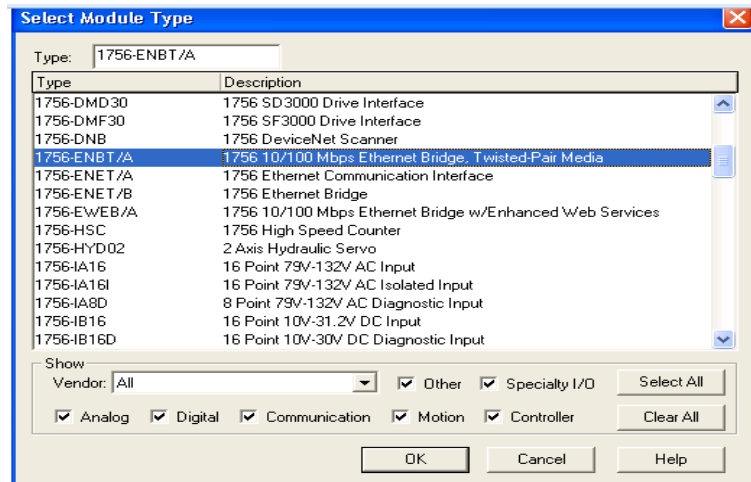 Select Module Type
Type: 1756-ENBT/A
Type Description
1756-DMD30 1756 SD3000 Drive Interface
1756-DMF30 1756 SF3000 Drive Interface
1756-DNB 1756 DeviceNet Scanner
1756-ENBT/A 1756 10/100 Mbps Ethernet Bridge, Twisted-Pair Media
1756-ENET/A 1756 Ethernet Communication Interface
1756-ENET/B 1756 Ethernet Bridge
1756-EWEB/A 1756 10/100 Mbps Ethernet Bridge w/Enhanced Web Services
1756-HSC 1756 High Speed Counter
1756-HYD02 2 Axis Hydraulic Servo
1756-IA16 16 Point 79V-132V AC Input
1756-IA16I 16 Point 79V-132V AC Isolated Input
1756-IA8D 8 Point 79V-132V AC Diagnostic Input
1756-IB16 16 Point 10V-31.2V DC Input
1756-IB16D 16 Point 10V-30V DC Diagnostic Input
Show
Vendor: All Other Specialty I/O Select All
Analog Digital Communication Motion Controller Clear All
OK Cancel Help